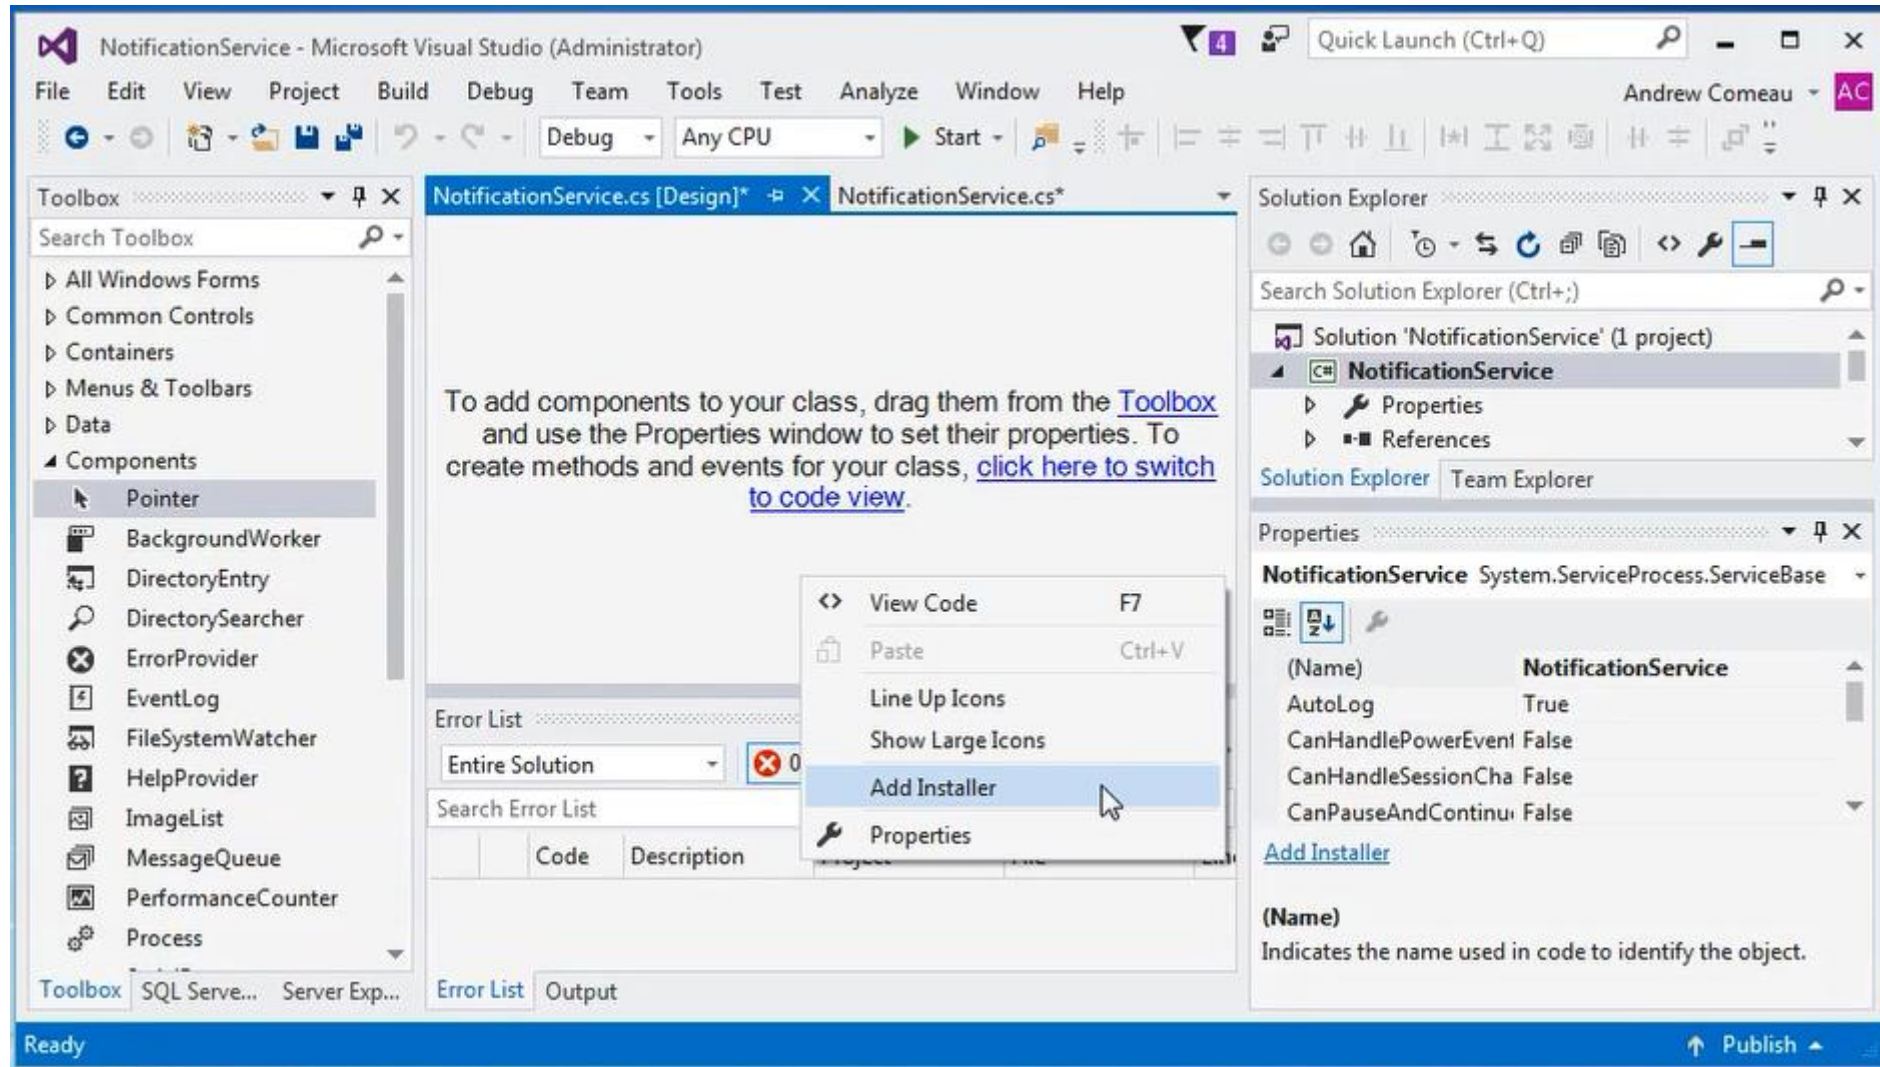 NotificationService - Microsoft Visual Studio (Administrator)
4
Quick Launch (Ctrl+Q)
File Edit View Project Build Debug Team Tools Test Analyze Window Help
Andrew Comeau AC
Debug Any CPU Start
Toolbox
Search Toolbox
All Windows Forms
Common Controls
Containers
Menus & Toolbars
Data
Components
Pointer
BackgroundWorker
DirectoryEntry
DirectorySearcher
ErrorProvider
EventLog
FileSystemWatcher
HelpProvider
ImageList
MessageQueue
PerformanceCounter
Process
Toolbox SQL Serve... Server Exp...
NotificationService.cs [Design]* NotificationService.cs*
To add components to your class, drag them from the Toolbox
and use the Properties window to set their properties. To
create methods and events for your class, click here to switch
to code view.
View Code F7
Paste Ctrl+V
Line Up Icons
Show Large Icons
Add Installer
Properties
Error List
Entire Solution 0
Search Error List
Code Description
Error List Output
Solution Explorer
Search Solution Explorer (Ctrl+;)
Solution 'NotificationService' (1 project)
C# NotificationService
Properties
References
Solution Explorer Team Explorer
Properties
NotificationService System.ServiceProcess.ServiceBase
(Name) NotificationService
AutoLog True
CanHandlePowerEvent False
CanHandleSessionCha False
CanPauseAndContinu False
Add Installer
(Name)
Indicates the name used in code to identify the object.
Ready
Publish